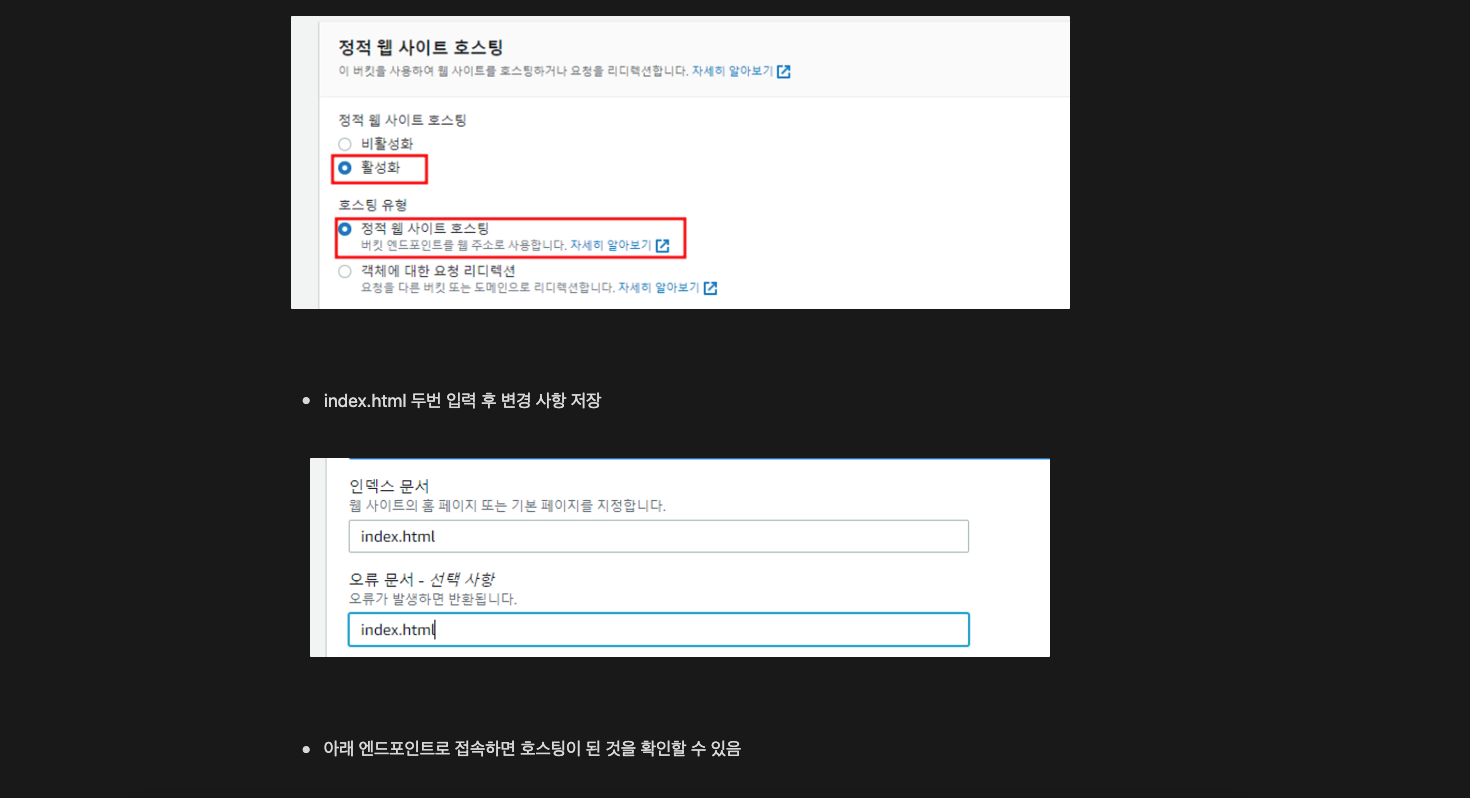 정적 웹 사이트 호스팅
이 버킷을 사용하여 웹 사이트를 호스팅하거나 요청을 리디렉션합니다. 자세히 알아보기
정적 웹 사이트 호스팅
비활성화
활성화
호스팅 유형
정적 웹 사이트 호스팅
버킷 엔드포인트를 웹 주소로 사용합니다. 자세히 알아보기
객체에 대한 요청 리디렉션
요청을 다른 버킷 또는 도메인으로 리디렉션합니다. 자세히 알아보기
• index.html 두번 입력 후 변경 사항 저장
인덱스 문서
웹 사이트의 홈 페이지 또는 기본 페이지를 지정합니다.
index.html
오류 문서 - 선택 사항
오류가 발생하면 반환됩니다.
index.html
• 아래 엔드포인트로 접속하면 호스팅이 된 것을 확인할 수 있음